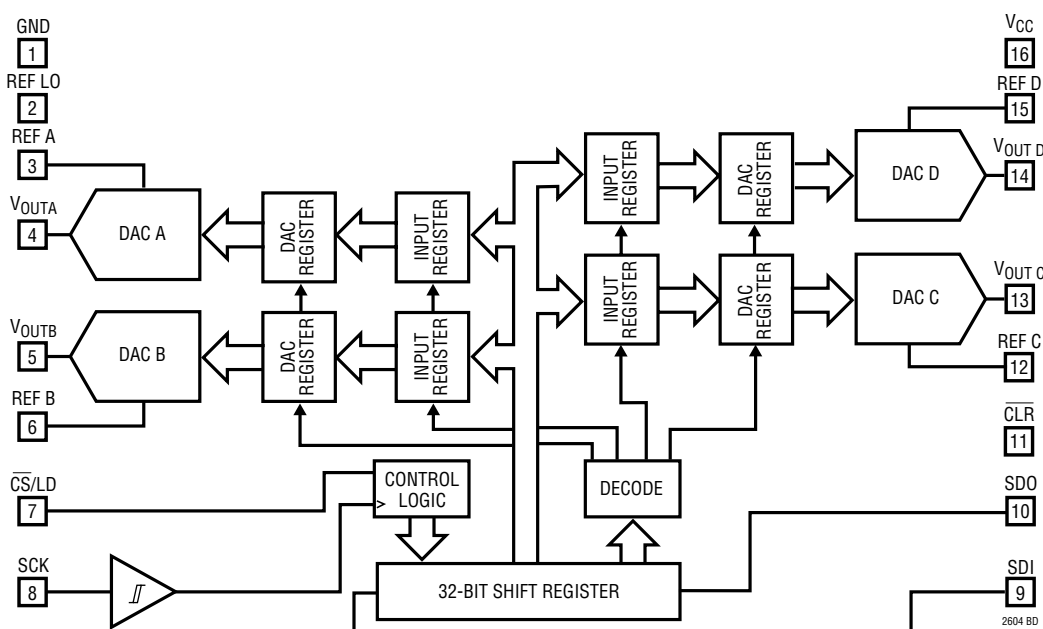 GND
1
REF LO
2
REF A
3
VOUTA
4
VOUTB
5
REF B
6
CS/LD
7
SCK
8
DAC A
DAC
REGISTER
INPUT
REGISTER
DAC B
DAC
REGISTER
INPUT
REGISTER
CONTROL
LOGIC
32-BIT SHIFT REGISTER
DECODE
INPUT
REGISTER
DAC
REGISTER
DAC D
INPUT
REGISTER
DAC
REGISTER
DAC C
VCC
16
REF D
15
VOUT D
14
VOUT C
13
REF C
12
CLR
11
SDO
10
SDI
9
2604 BD